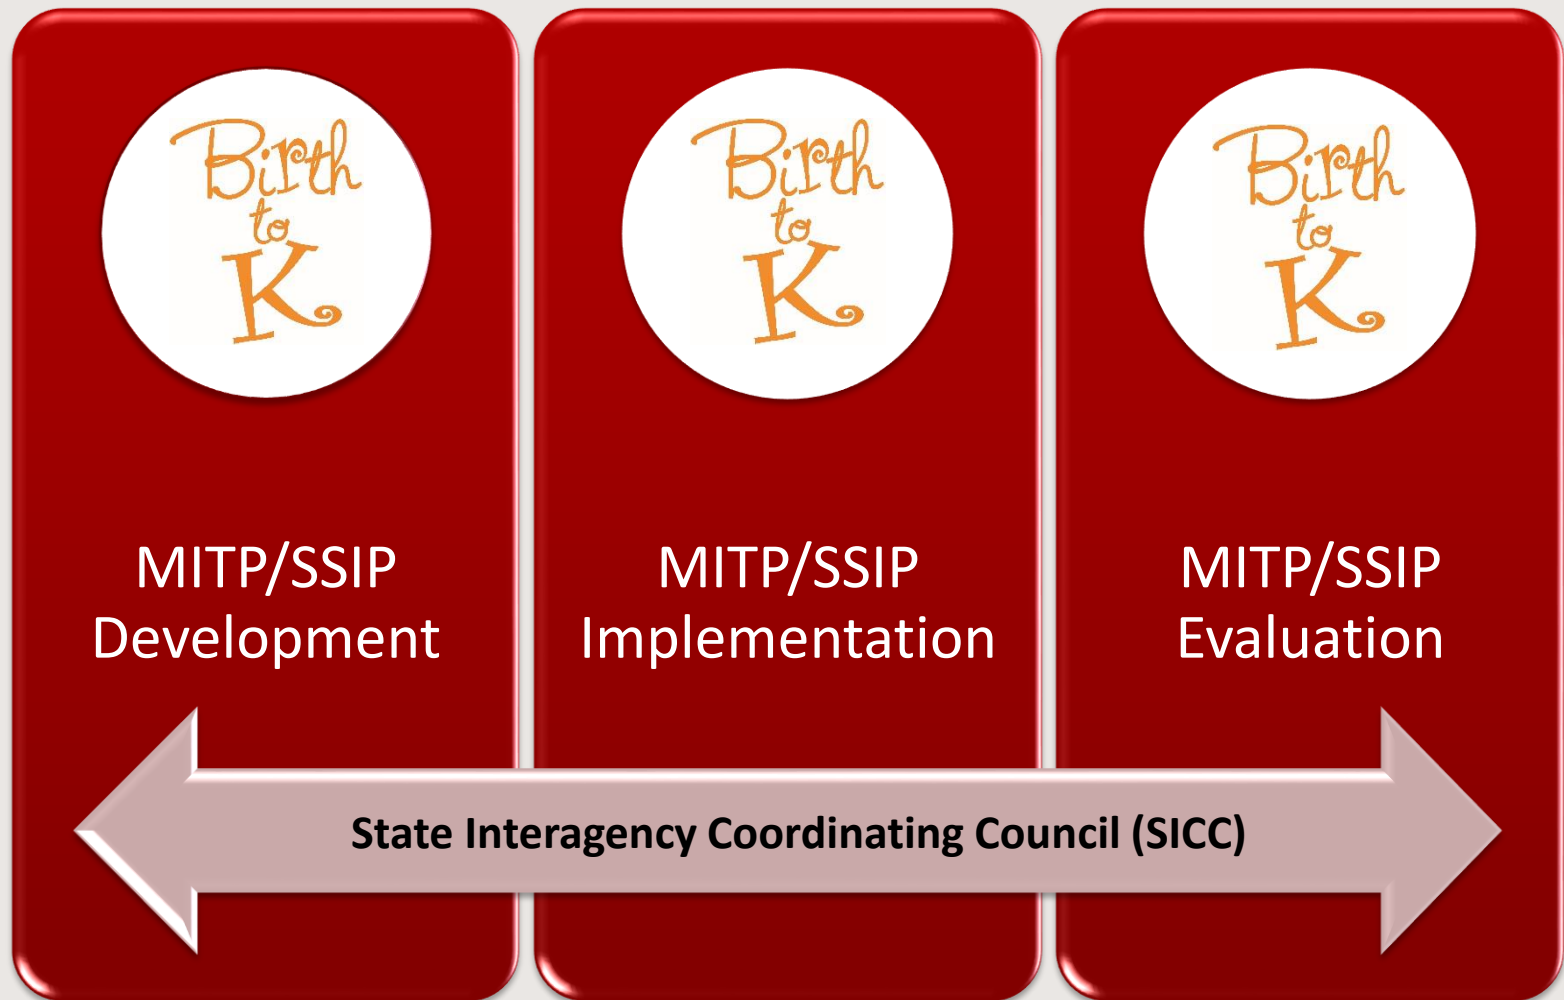 Birth
to
K
MITP/SSIP
Development
Birth
to
K
MITP/SSIP
Implementation
Birth
to
K
MITP/SSIP
Evaluation
State Interagency Coordinating Council (SICC)